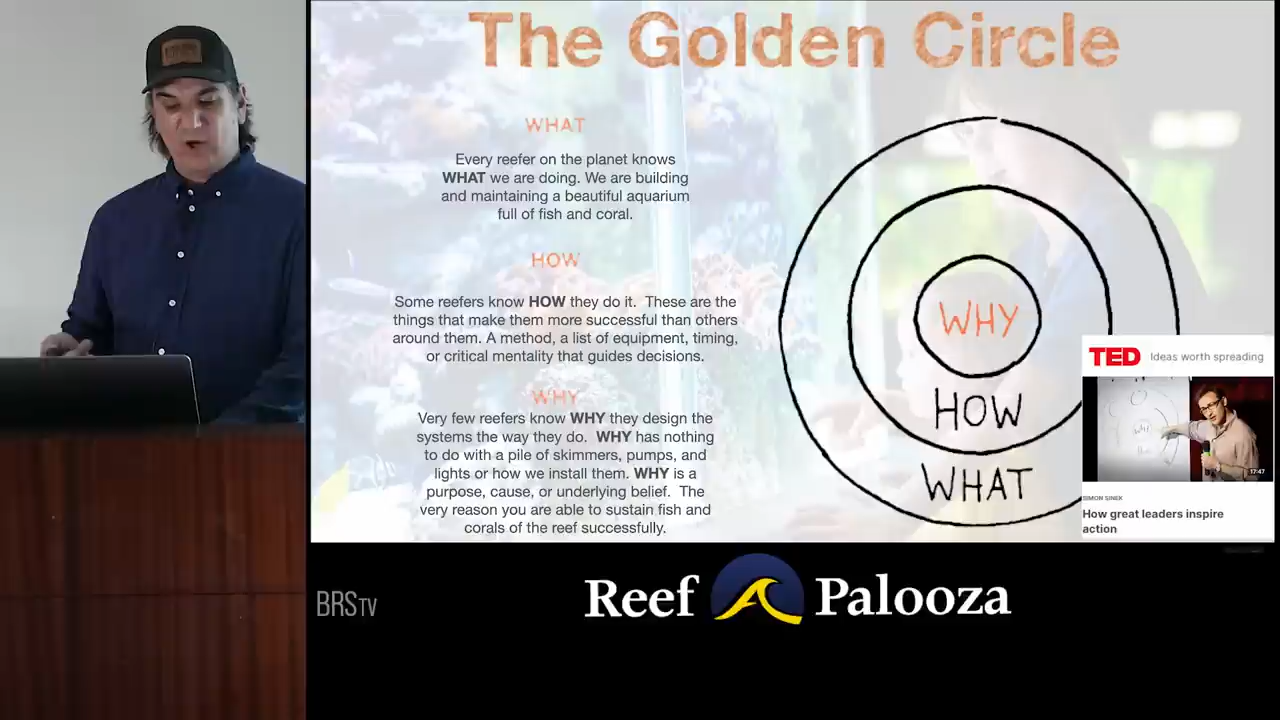 The Golden Circle
WHAT
Every reefer on the planet knows
WHAT we are doing. We are building
and maintaining a beautiful aquarium
full of fish and coral.
HOW
Some reefers know HOW they do it.  These are the
things that make them more successful than others
around them. A method, a list of equipment, timing,
or critical mentality that guides decisions.
WHY
Very few reefers know WHY they design the
systems the way they do.  WHY has nothing
to do with a pile of skimmers, pumps, and
lights or how we install them. WHY is a
purpose, cause, or underlying belief.  The
very reason you are able to sustain fish and
corals of the reef successfully.
WHY
HOW
WHAT
TED Ideas worth spreading
WHY
17:47
SIMON SINEK
How great leaders inspire
action
BRSTV
Reef Palooza